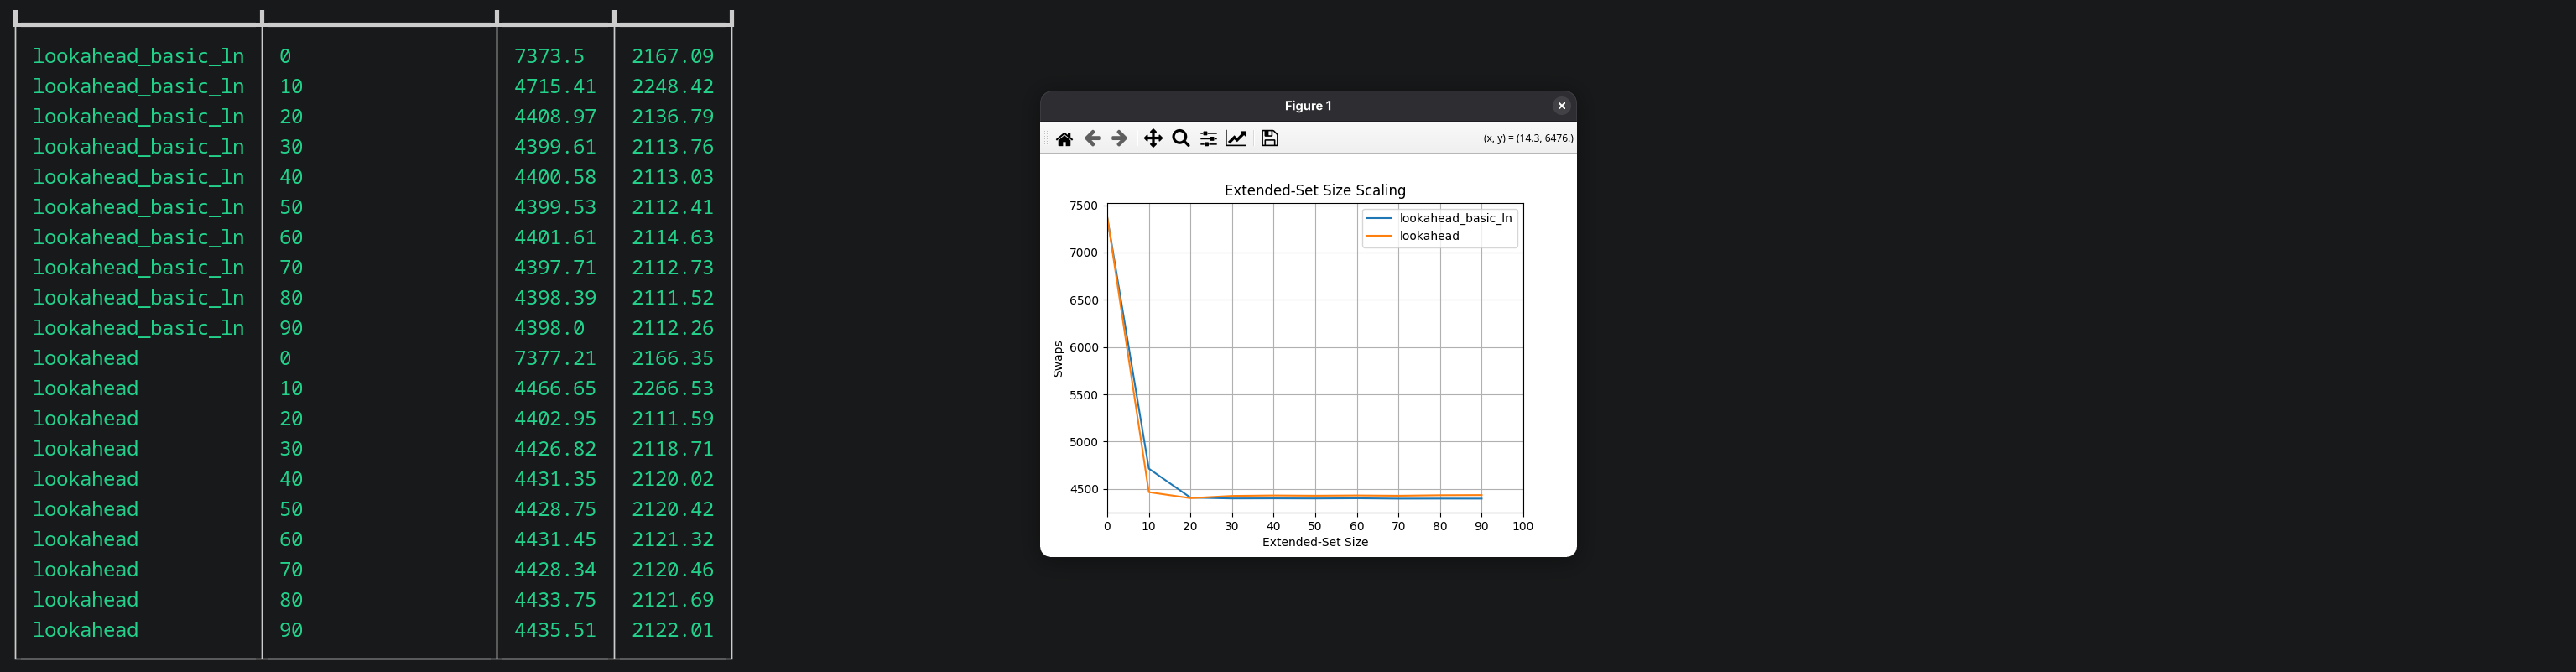 lookahead_basic_ln 0 7373.5 2167.09
lookahead_basic_ln 10 4715.41 2248.42
lookahead_basic_ln 20 4408.97 2136.79
lookahead_basic_ln 30 4399.61 2113.76
lookahead_basic_ln 40 4400.58 2113.03
lookahead_basic_ln 50 4399.53 2112.41
lookahead_basic_ln 60 4401.61 2114.63
lookahead_basic_ln 70 4397.71 2112.73
lookahead_basic_ln 80 4398.39 2111.52
lookahead_basic_ln 90 4398.0 2112.26
lookahead 0 7377.21 2166.35
lookahead 10 4466.65 2266.53
lookahead 20 4402.95 2111.59
lookahead 30 4426.82 2118.71
lookahead 40 4431.35 2120.02
lookahead 50 4428.75 2120.42
lookahead 60 4431.45 2121.32
lookahead 70 4428.34 2120.46
lookahead 80 4433.75 2121.69
lookahead 90 4435.51 2122.01
Figure 1
(x, y) = (14.3, 6476.)
Extended-Set Size Scaling
lookahead_basic_ln
lookahead
7500
7000
6500
6000
5500
5000
4500
Swaps
0 10 20 30 40 50 60 70 80 90 100
Extended-Set Size